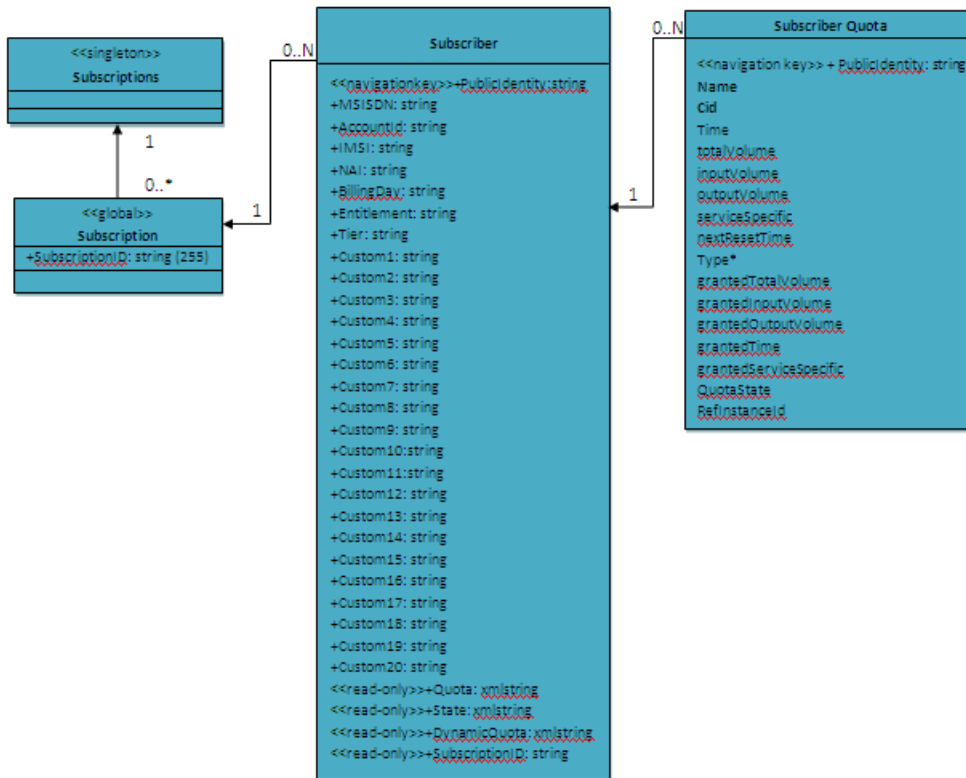 <<singleton>>
Subscriptions
1
0..*
<<global>>
Subscription
+SubscriptionID: string (255)
0..N
1
Subscriber
<<navigationkey>>+PublicIdentity:string
+MSISDN: string
+AccountId: string
+IMSI: string
+NAI: string
+BillingDay: string
+Entitlement: string
+Tier: string
+Custom1: string
+Custom2: string
+Custom3: string
+Custom4: string
+Custom5: string
+Custom6: string
+Custom7: string
+Custom8: string
+Custom9: string
+Custom10:string
+Custom11:string
+Custom12: string
+Custom13: string
+Custom14: string
+Custom15: string
+Custom16: string
+Custom17: string
+Custom18: string
+Custom19: string
+Custom20: string
<<read-only>>+Quota: xmlstring
<<read-only>>+State: xmlstring
<<read-only>>+DynamicQuota: xmlstring
<<read-only>>+SubscriptionID: string
0..N
1
Subscriber Quota
<<navigation key>> + PublicIdentity: string
Name
Cid
Time
totalVolume
inputVolume
outputVolume
serviceSpecific
nextResetTime
Type*
grantedTotalVolume
grantedInputVolume
grantedOutputVolume
grantedTime
grantedServiceSpecific
QuotaState
RefInstanceId